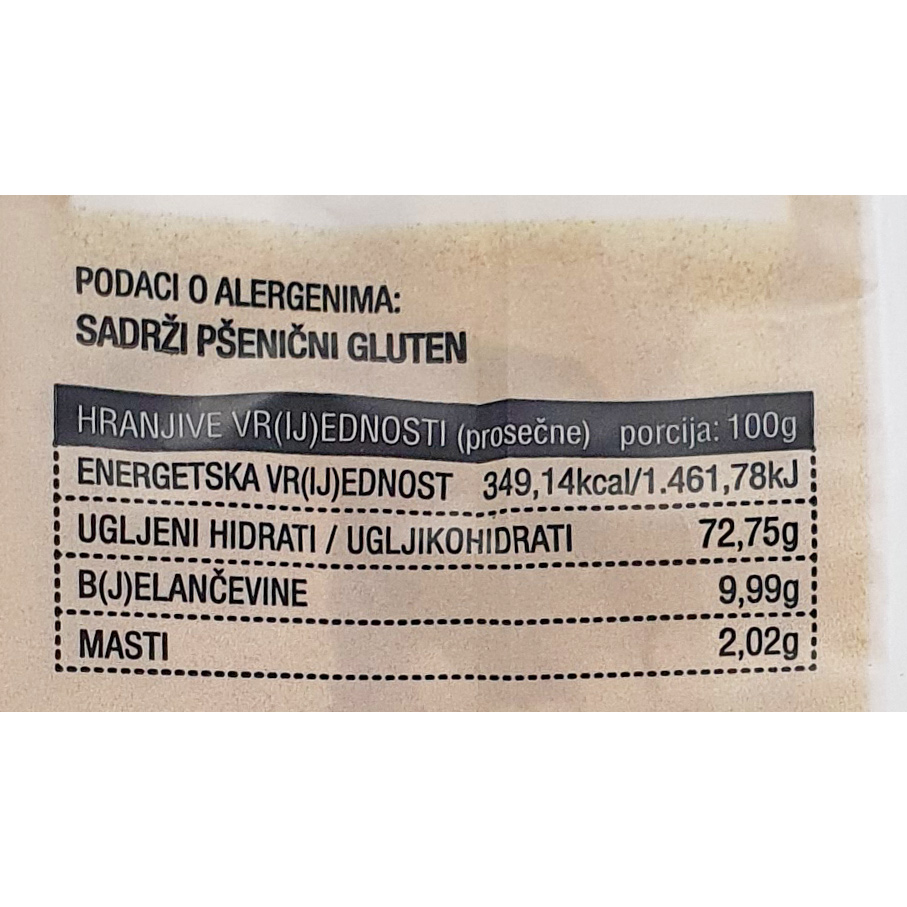 PODACI O ALERGENIMA:
SADRŽI PŠENIČNI GLUTEN
HRANJIVE VR(IJ)EDNOSTI (prosečne) porcija: 100g
ENERGETSKA VR(IJ)EDNOST 349,14kcal/1.461,78kJ
UGLJENI HIDRATI / UGLJIKOHIDRATI 72,75g
B(J)ELANČEVINE 9,99g
MASTI 2,02g